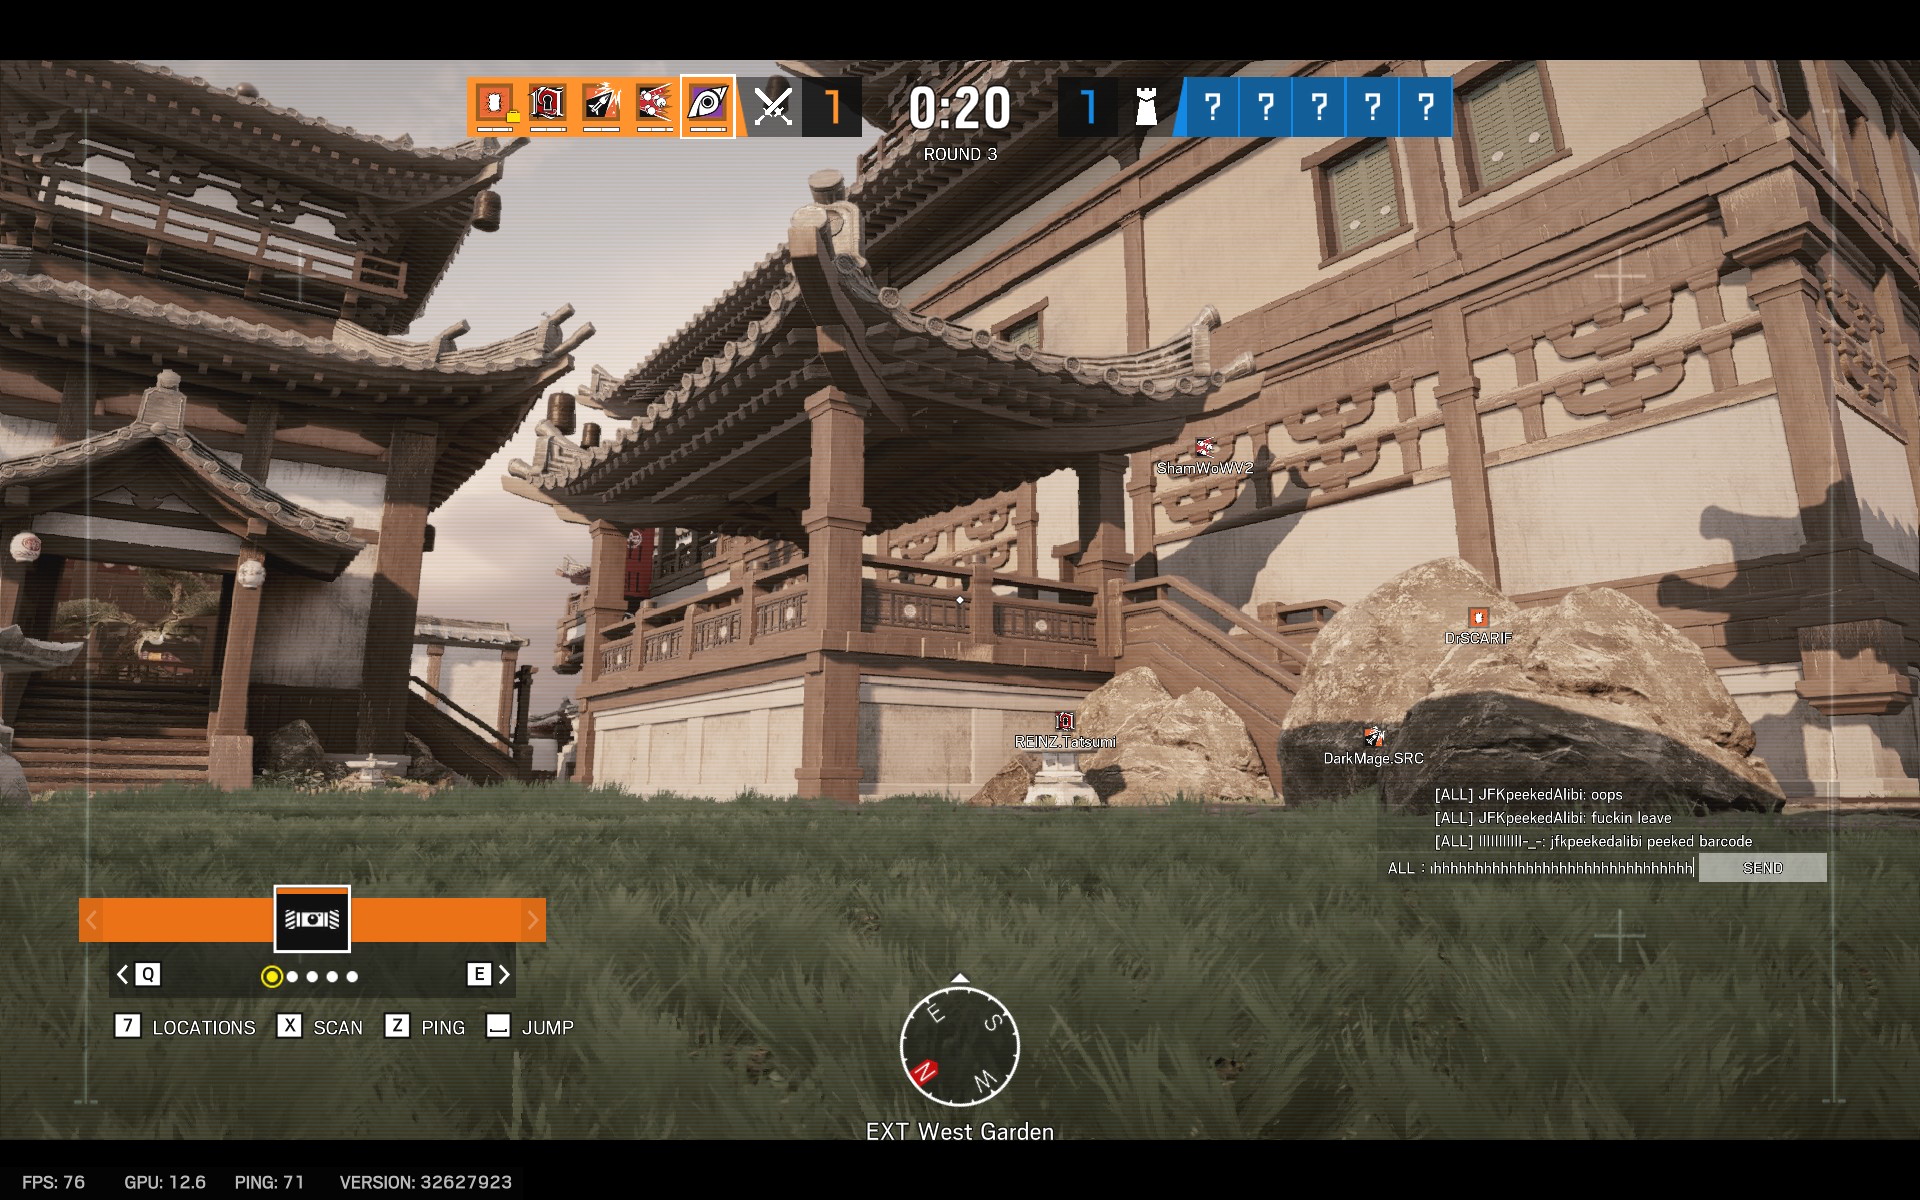 1
0:20
1
? ? ? ? ?
ROUND 3
ShamWoWV2
DrSCARIF
REINZ.Tatsumi
DarkMage.SRC
[ALL] JFKpeekedAlibi: oops
[ALL] JFKpeekedAlibi: fuckin leave
[ALL] lllllllllll-_-: jfkpeekedalibi peeked barcode
ALL : hhhhhhhhhhhhhhhhhhhhhhhhhhhhhhh
SEND
Q
E
7 LOCATIONS X SCAN Z PING JUMP
E S
N W
EXT West Garden
FPS: 76 GPU: 12.6 PING: 71 VERSION: 32627923